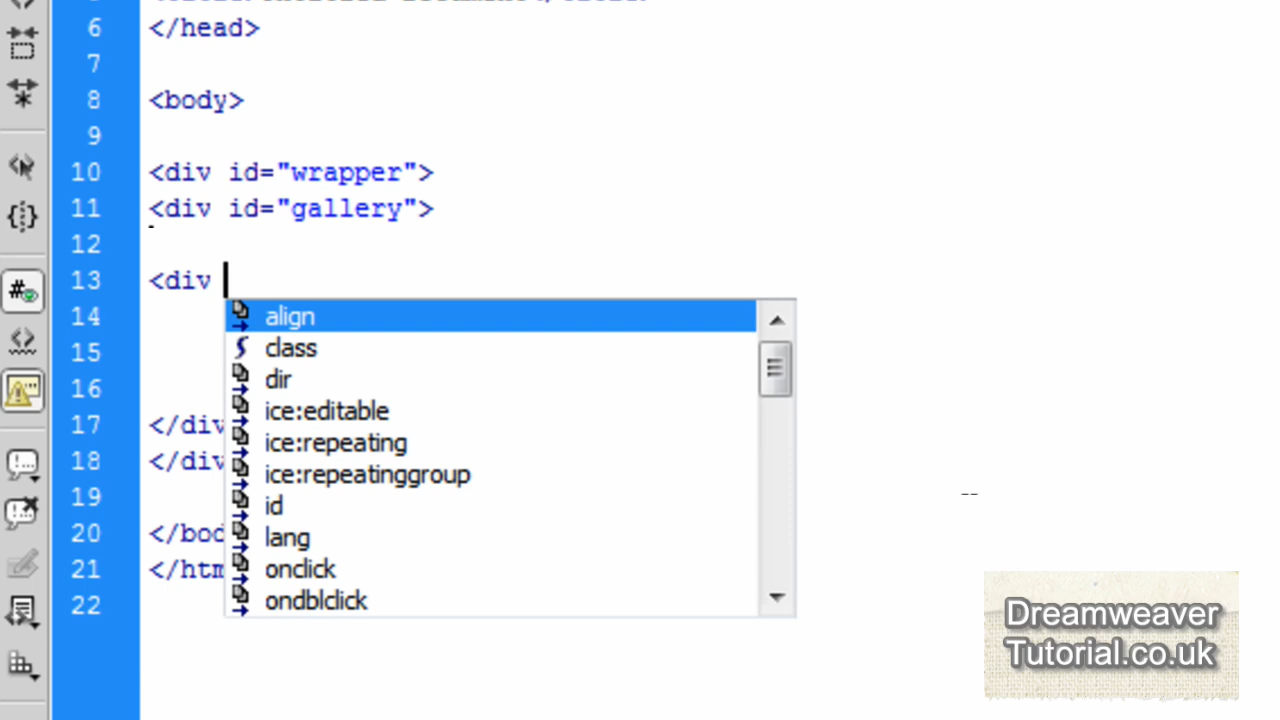 6 </head>
7
8 <body>
9
10 <div id="wrapper">
11 <div id="gallery">
12
13 <div
align
14
class
15
dir
16
ice:editable
17 </div
ice:repeating
18 </div
ice:repeatinggroup
19
id
20 </bod
lang
21 </htm
onclick
22
ondblclick
Dreamweaver
Tutorial.co.uk